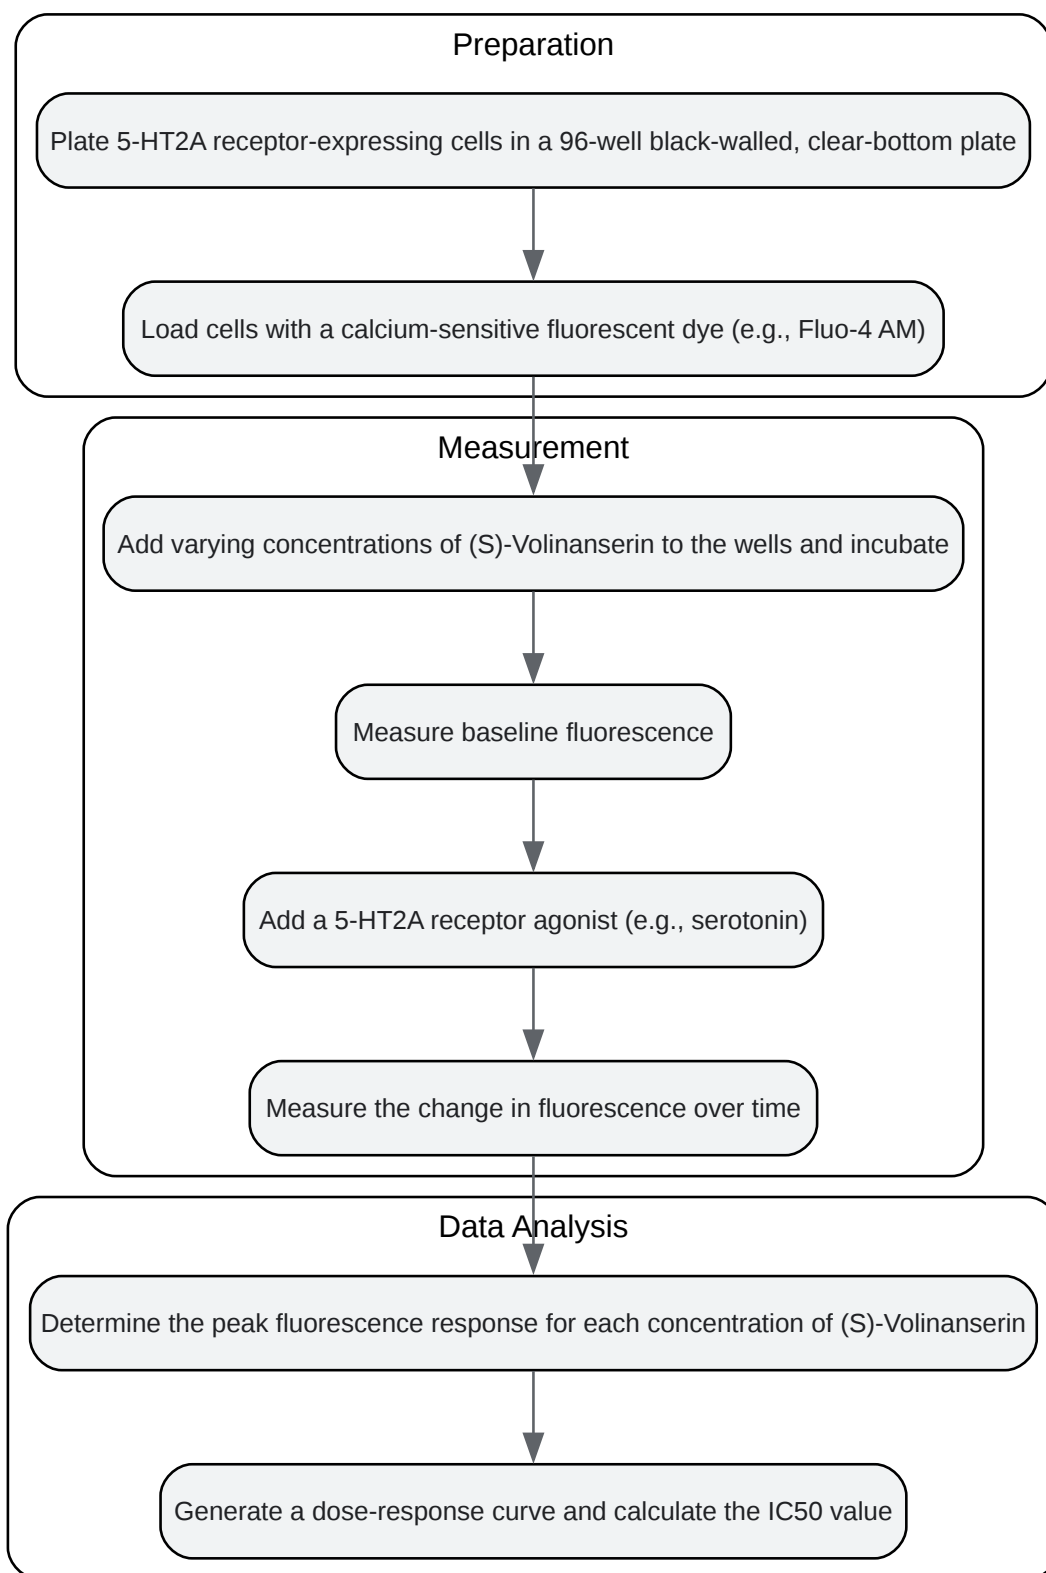 Preparation
Plate 5-HT2A receptor-expressing cells in a 96-well black-walled, clear-bottom plate
Load cells with a calcium-sensitive fluorescent dye (e.g., Fluo-4 AM)
Measurement
Add varying concentrations of (S)-Volinanserin to the wells and incubate
Measure baseline fluorescence
Add a 5-HT2A receptor agonist (e.g., serotonin)
Measure the change in fluorescence over time
Data Analysis
Determine the peak fluorescence response for each concentration of (S)-Volinanserin
Generate a dose-response curve and calculate the IC50 value